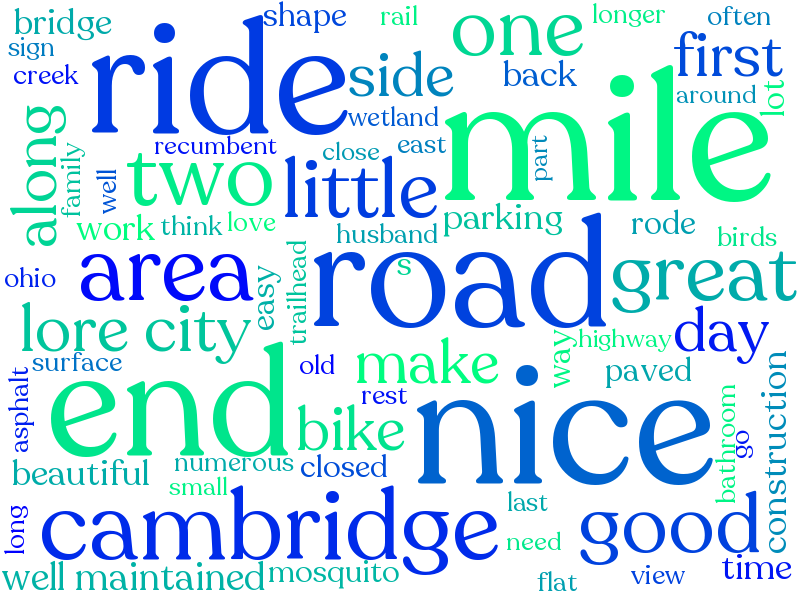 bridge
shape
rail
longer
often
sign
ride
one
first
creek
side
back
around
lot
mile
wetland
recumbent
close
east
part
along
family
well
two
little
work
think
love
parking
rode
husband
birds
ohio
area
easy
trailhead
s
road
great
lore city
day
surface
old
make
way
highway
paved
asphalt
end
rest
bike
nice
bathroom
go
construction
beautiful
numerous
closed
small
long
cambridge
last
need
good
well maintained
mosquito
flat
view
time